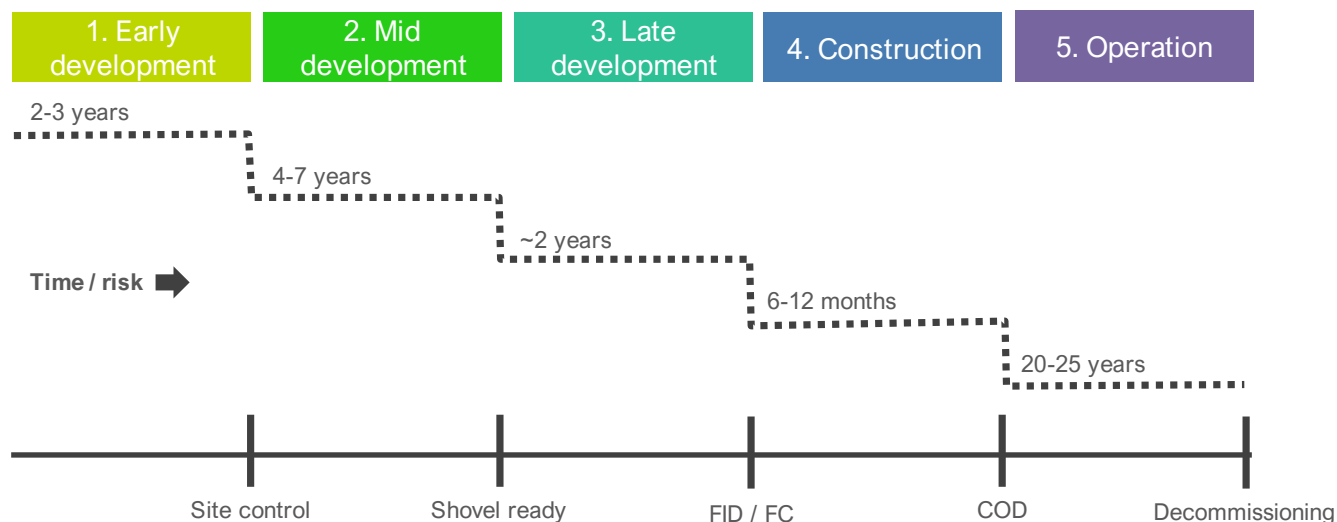 1. Early
development
2. Mid
development
3. Late
development
4. Construction
5. Operation
2-3 years
4-7 years
~2 years
Time / risk
6-12 months
20-25 years
Site control
Shovel ready
FID / FC
COD
Decommissioning